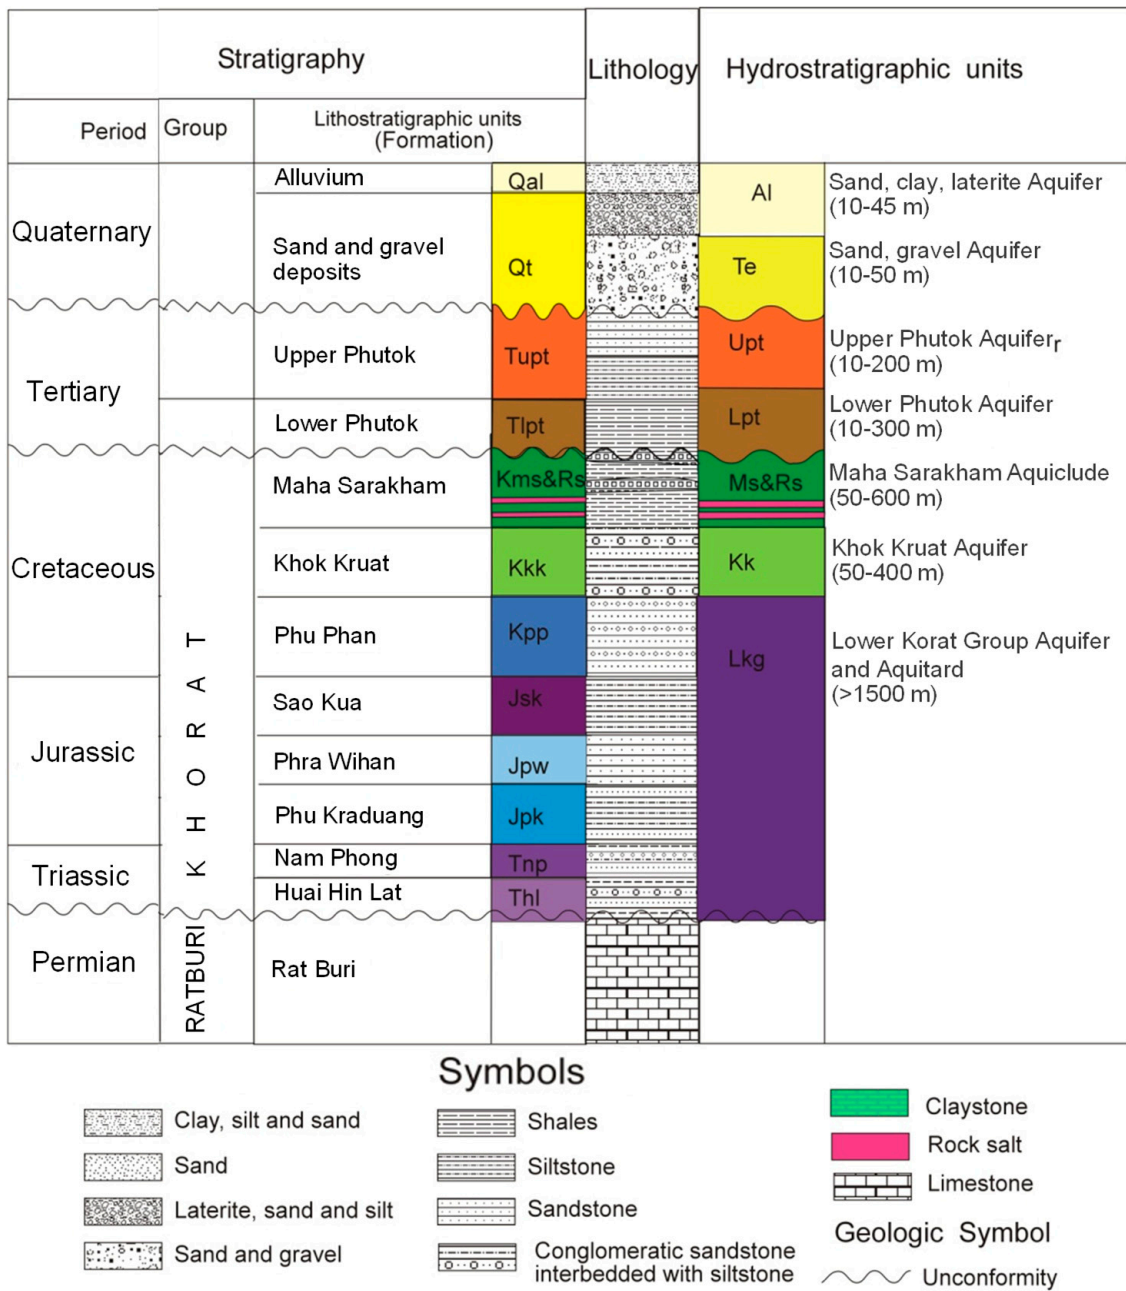 Stratigraphy
Lithology
Hydrostratigraphic units
Period
Group
Lithostratigraphic units
(Formation)
Quaternary
Alluvium
Qal
Al
Sand, clay, laterite Aquifer
(10-45 m)
Sand and gravel
deposits
Qt
Te
Sand, gravel Aquifer
(10-50 m)
Tertiary
Upper Phutok
Tupt
Upt
Upper Phutok Aquiferr
(10-200 m)
Lower Phutok
Tlpt
Lpt
Lower Phutok Aquifer
(10-300 m)
Cretaceous
KHORAT
Maha Sarakham
Kms&Rs
Ms&Rs
Maha Sarakham Aquiclude
(50-600 m)
Khok Kruat
Kkk
Kk
Khok Kruat Aquifer
(50-400 m)
Phu Phan
Kpp
Lkg
Lower Korat Group Aquifer
and Aquitard
(>1500 m)
Jurassic
Sao Kua
Jsk
Phra Wihan
Jpw
Phu Kraduang
Jpk
Triassic
Nam Phong
Tnp
Huai Hin Lat
Thl
Permian
RATBURI
Rat Buri
Symbols
Clay, silt and sand
Sand
Laterite, sand and silt
Sand and gravel
Shales
Siltstone
Sandstone
Conglomeratic sandstone
interbedded with siltstone
Claystone
Rock salt
Limestone
Geologic Symbol
Unconformity